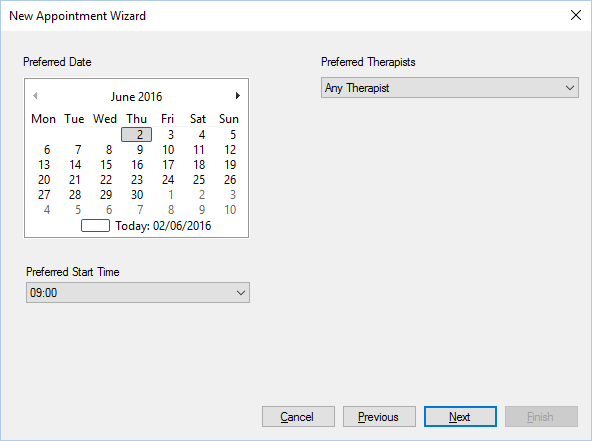 New Appointment Wizard
Preferred Date
Preferred Therapists
Any Therapist
June 2016
Mon Tue Wed Thu Fri Sat Sun
2 3 4 5
6 7 8 9 10 11 12
13 14 15 16 17 18 19
20 21 22 23 24 25 26
27 28 29 30 1 2 3
4 5 6 7 8 9 10
Today: 02/06/2016
Preferred Start Time
09:00
Cancel Previous Next Finish